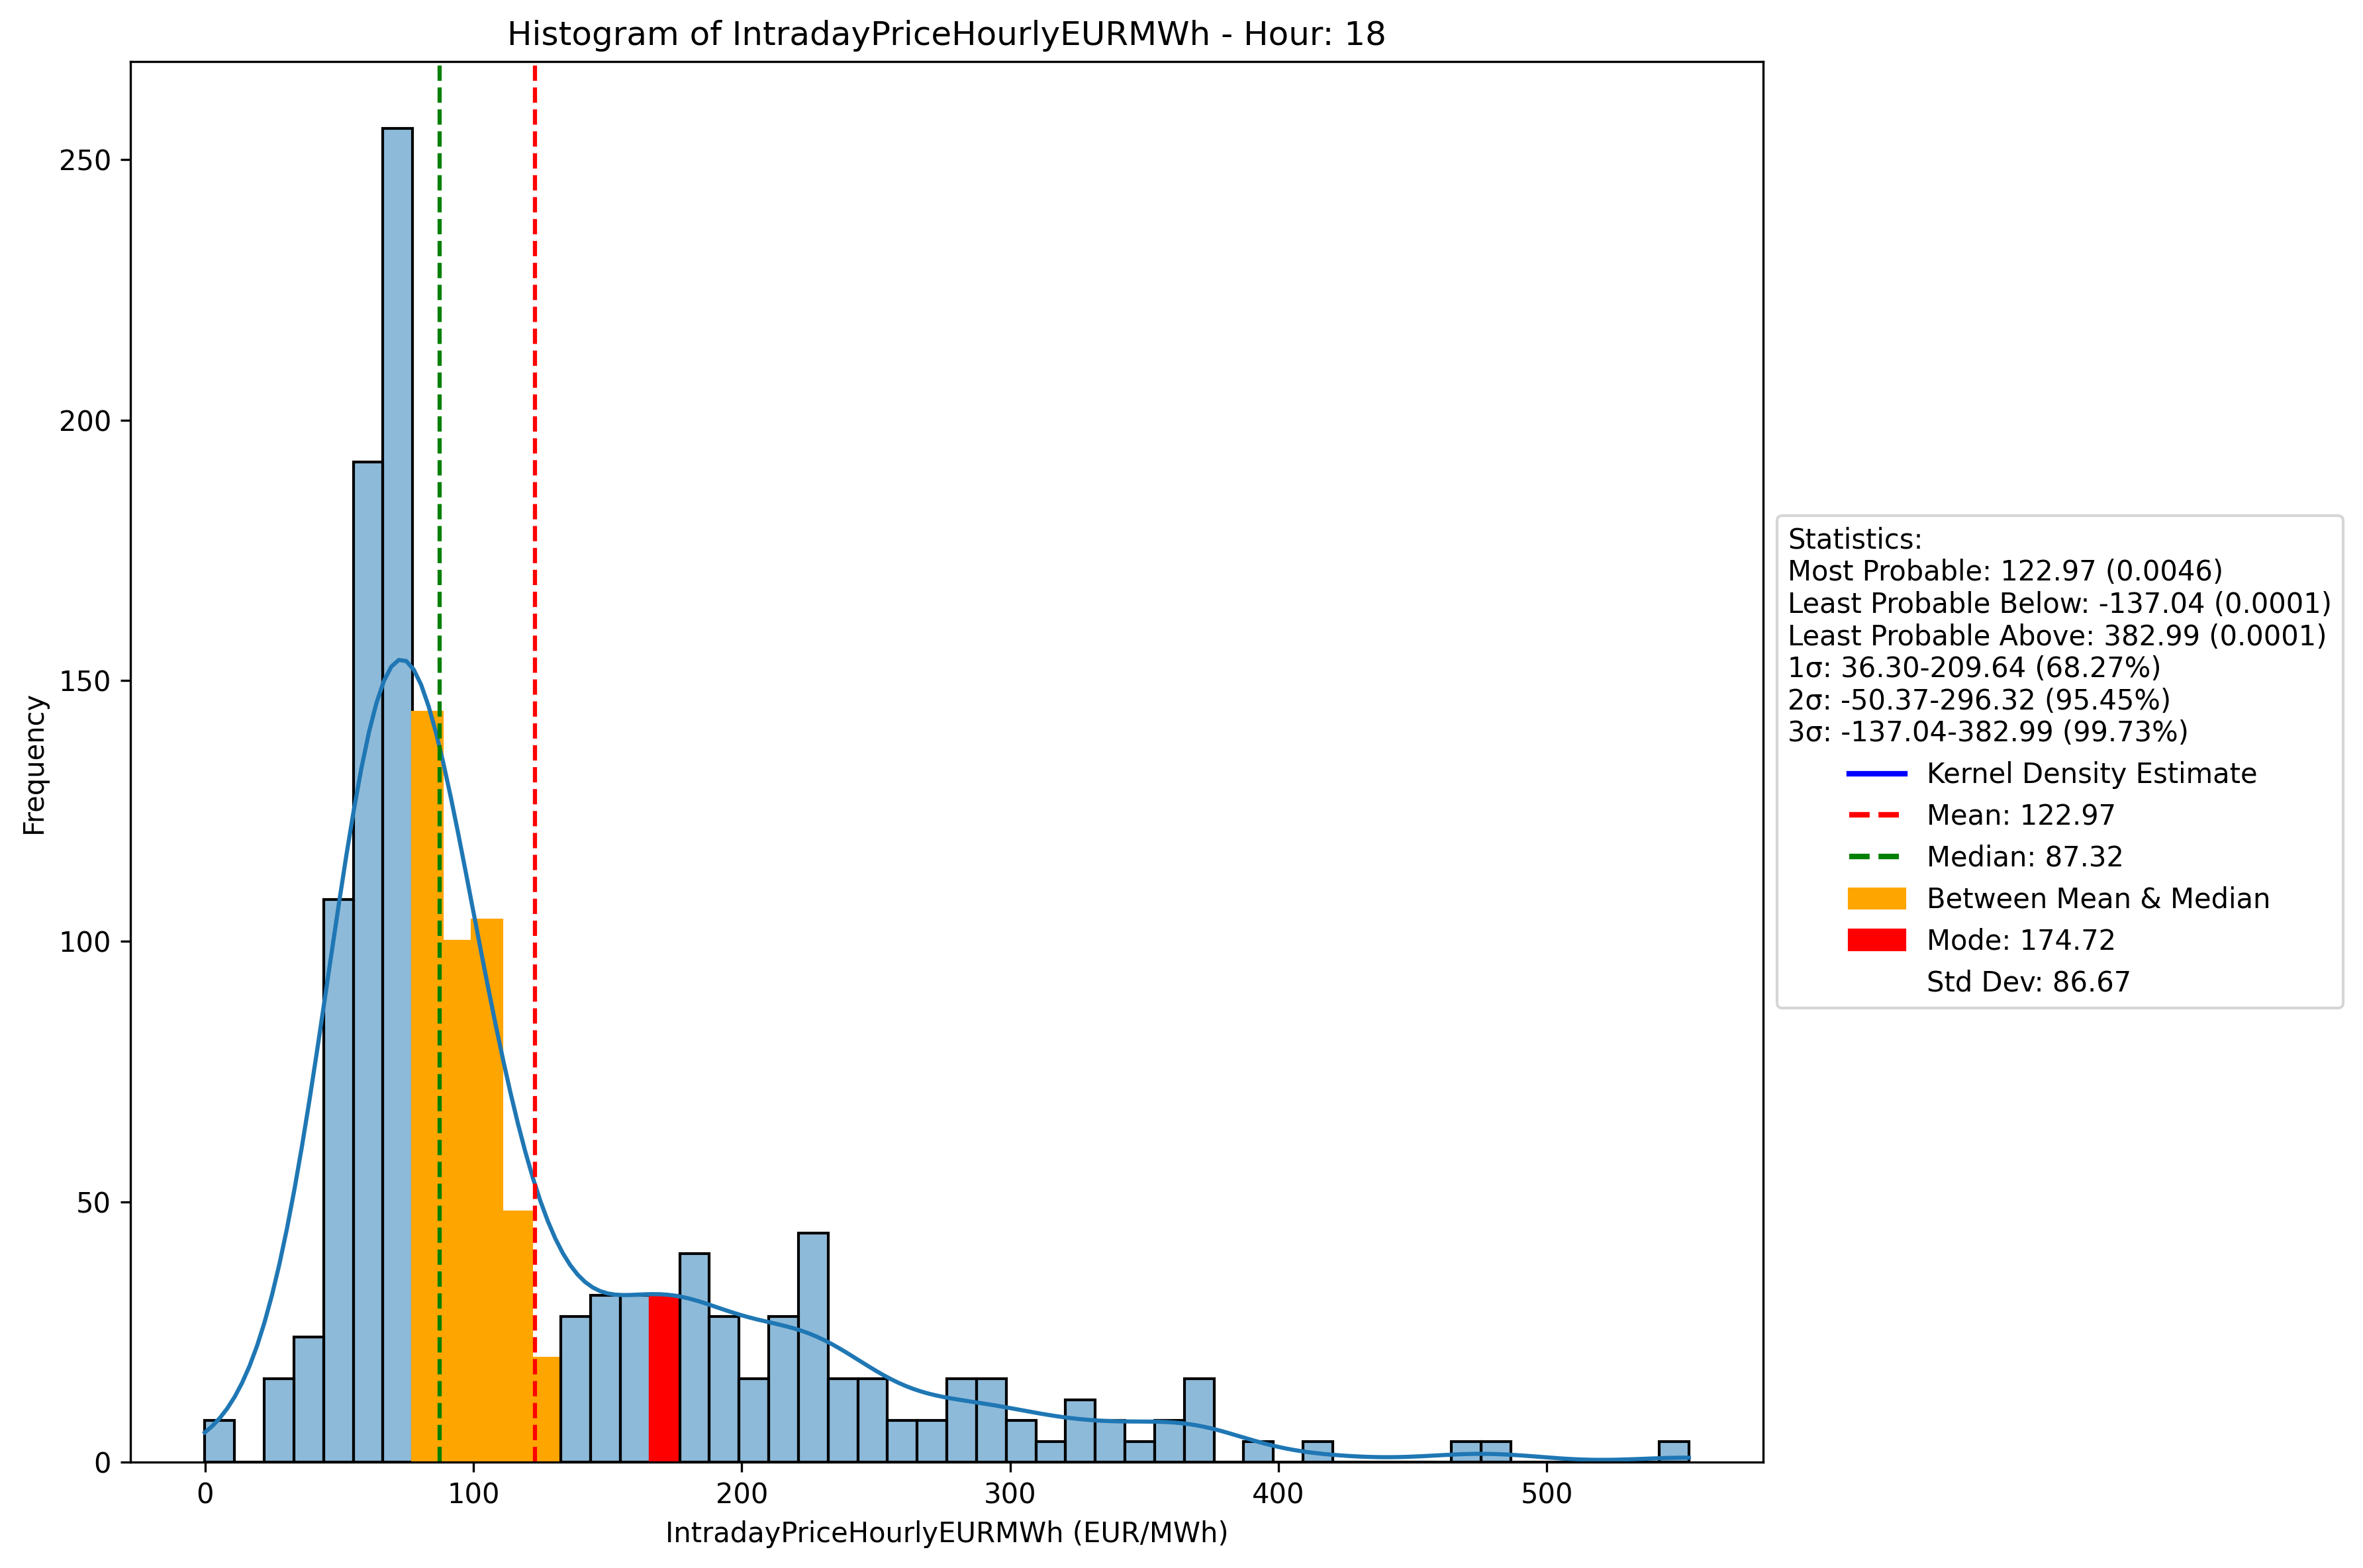 Histogram of IntradayPriceHourlyEURMWh - Hour: 18
250
200
150
100
50
0
Frequency
0 100 200 300 400 500
IntradayPriceHourlyEURMWh (EUR/MWh)
Statistics:
Most Probable: 122.97 (0.0046)
Least Probable Below: -137.04 (0.0001)
Least Probable Above: 382.99 (0.0001)
1σ: 36.30-209.64 (68.27%)
2σ: -50.37-296.32 (95.45%)
3σ: -137.04-382.99 (99.73%)
Kernel Density Estimate
Mean: 122.97
Median: 87.32
Between Mean & Median
Mode: 174.72
Std Dev: 86.67